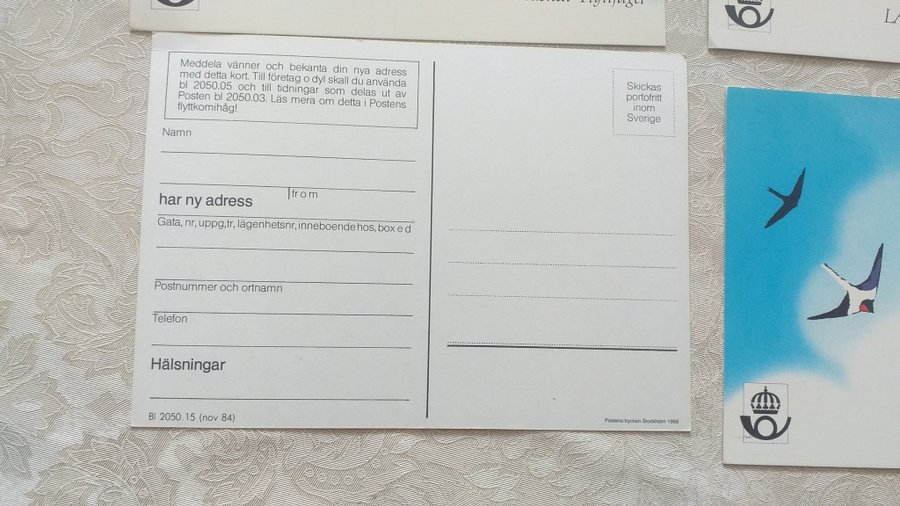 Flyttfågel
LA
Meddela vänner och bekanta din nya adress
med detta kort. Till företag o dyl skall du använda
bl 2050.05 och till tidningar som delas ut av
Posten bl 2050.03. Läs mera om detta i Postens
flyttkomihåg!
Skickas
portofritt
inom
Sverige
Namn
har ny adress
fr o m
Gata, nr, uppg, tr, lägenhetsnr, inneboende hos, box e d
Postnummer och ortnamn
Telefon
Hälsningar
Bl 2050.15 (nov 84)
Postens tryckeri Stockholm 1988